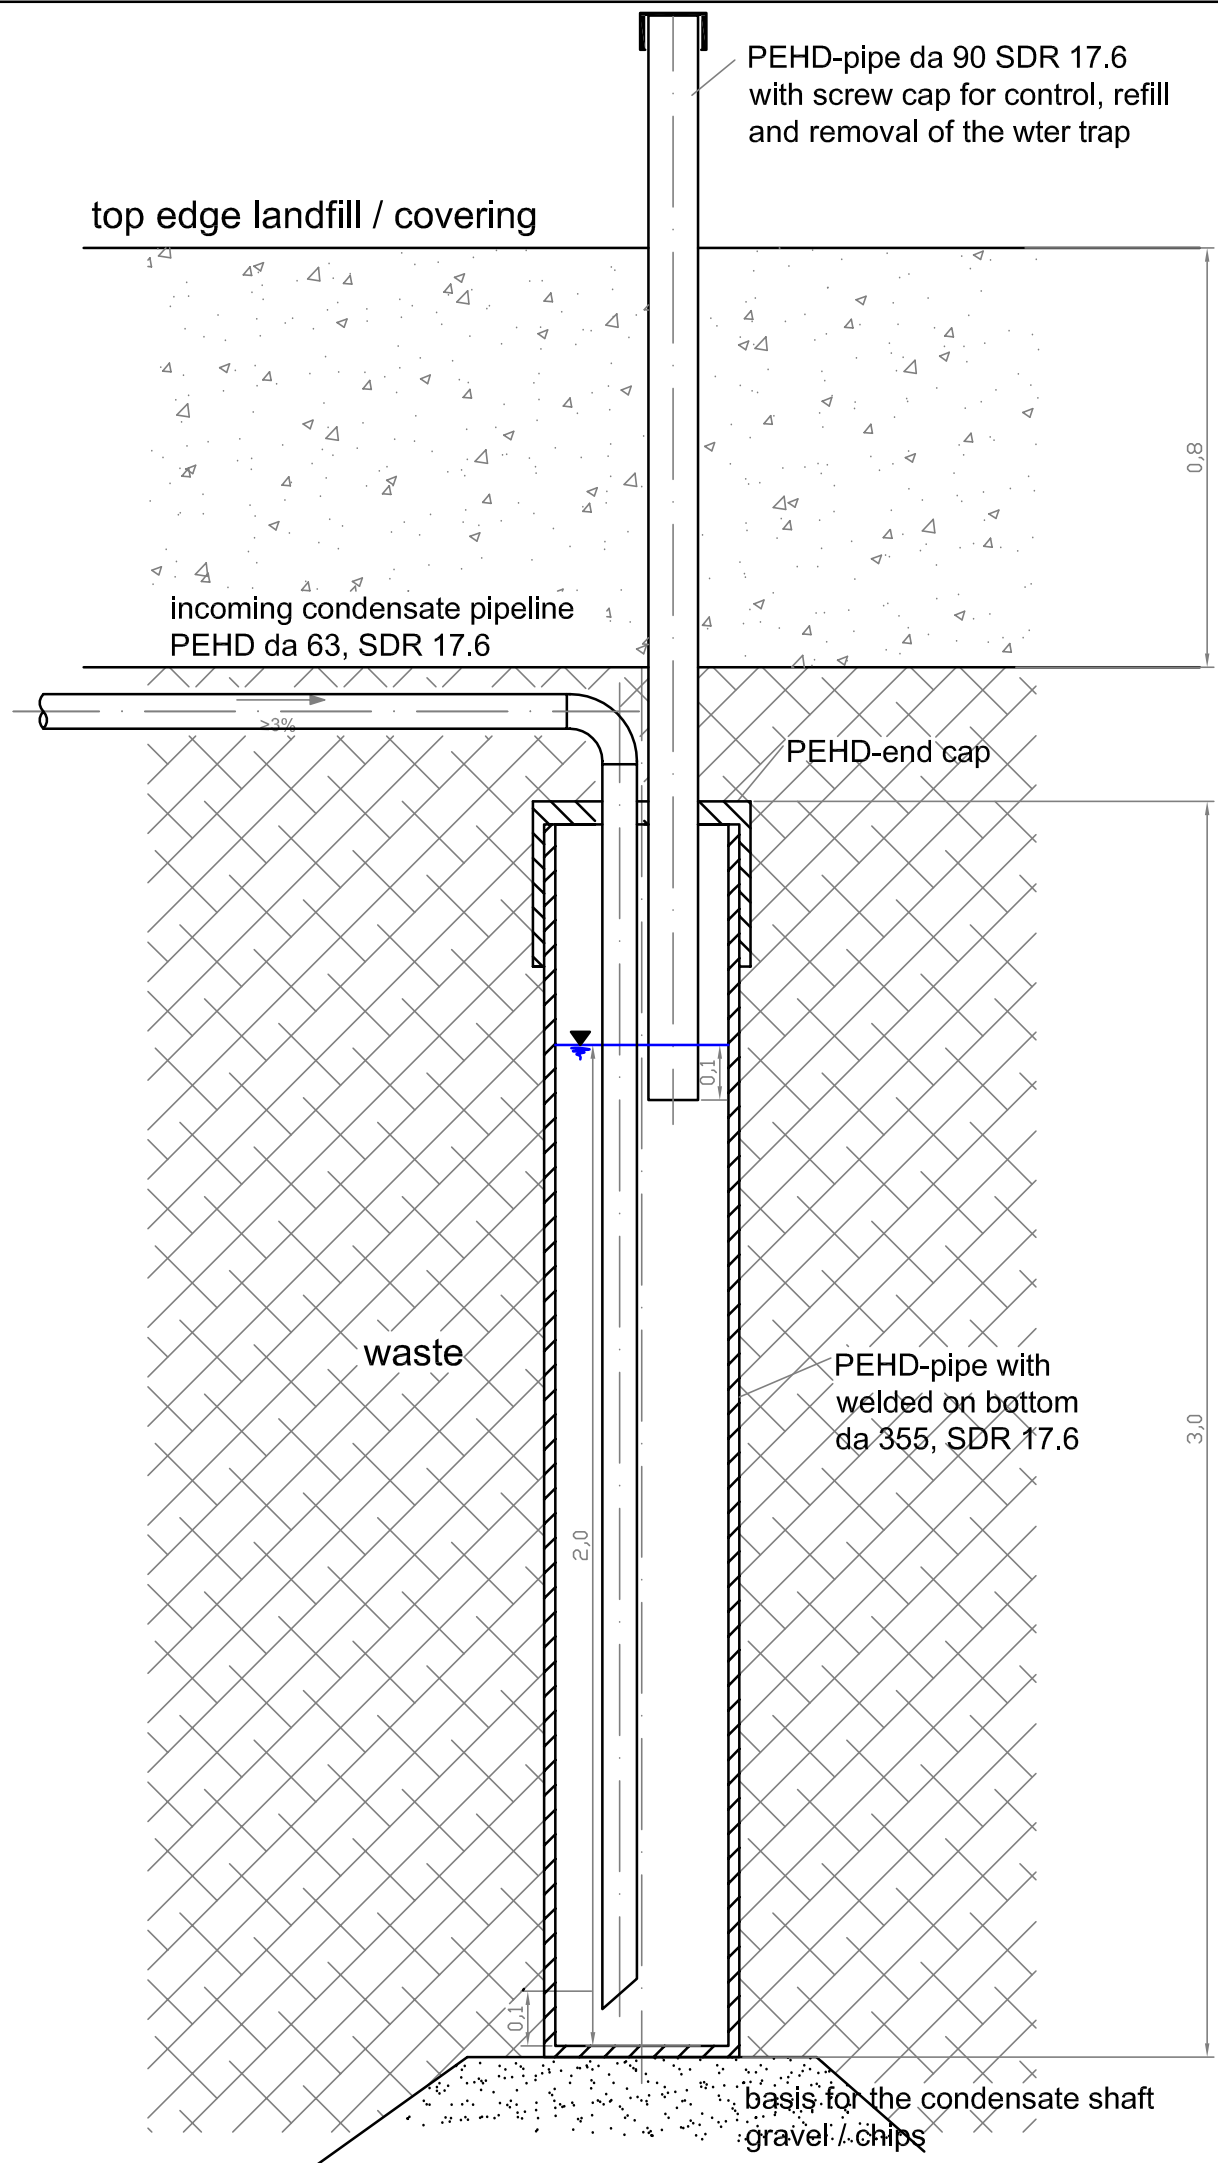 PEHD-pipe da 90 SDR 17.6
with screw cap for control, refill
and removal of the wter trap
top edge landfill / covering
0,8
incoming condensate pipeline
PEHD da 63, SDR 17.6
>3%
PEHD-end cap
0,1
waste
PEHD-pipe with
welded on bottom
da 355, SDR 17.6
3,0
2,0
0,1
basis for the condensate shaft
gravel / chips